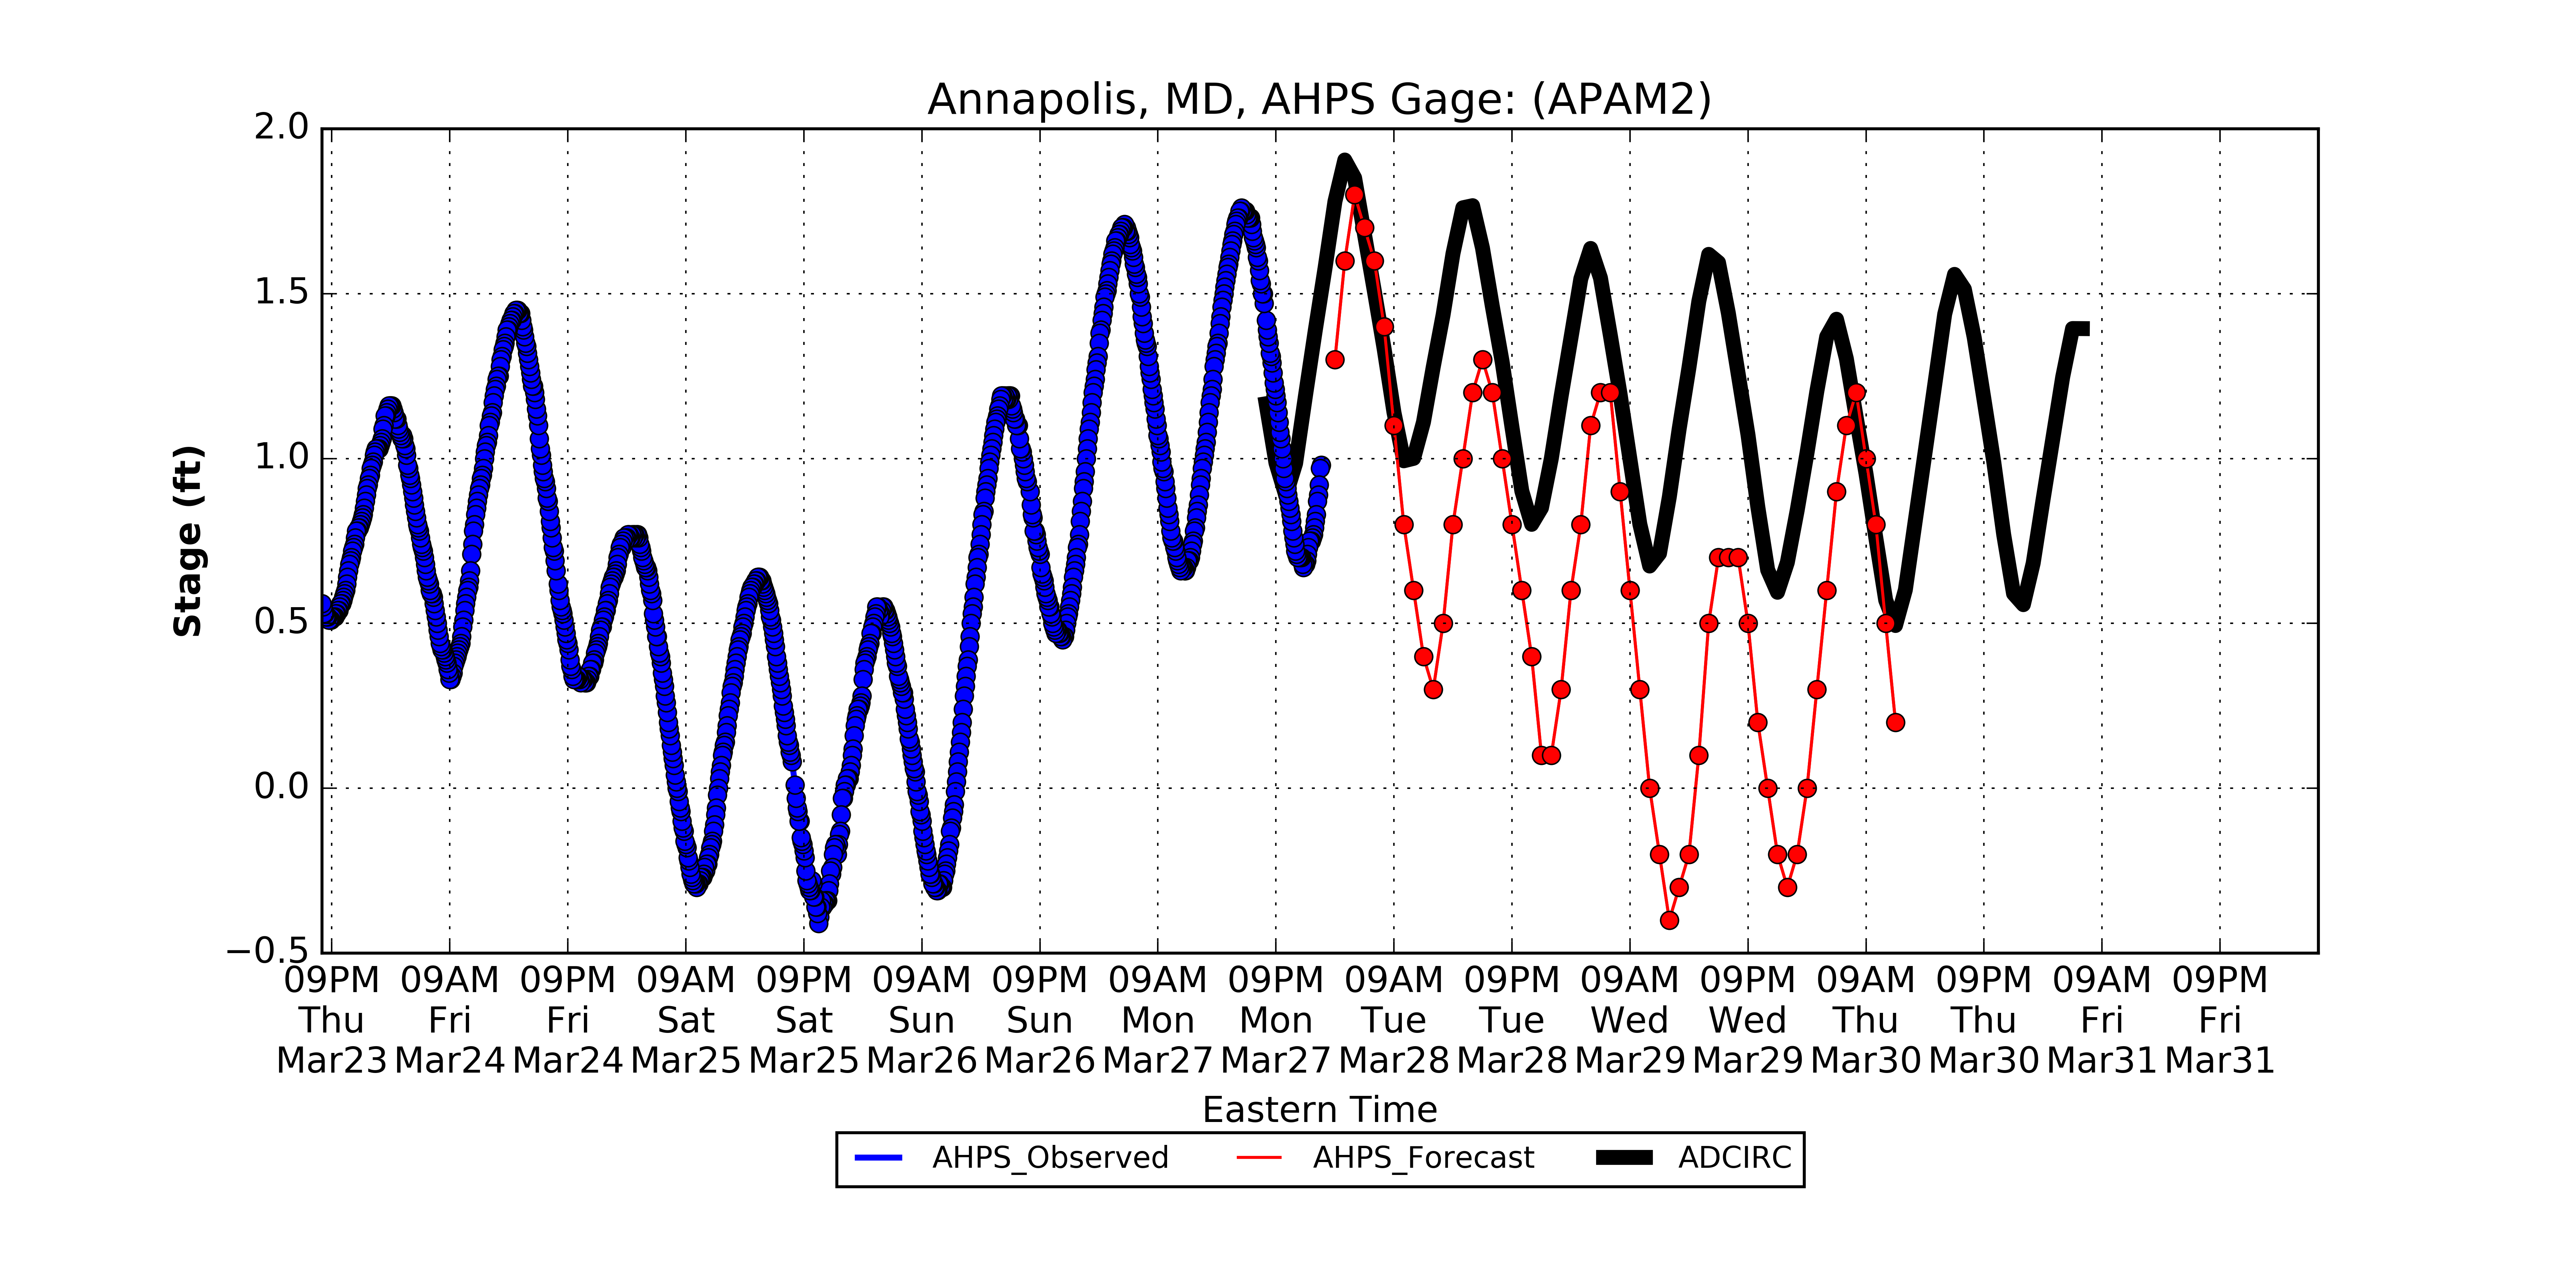 Annapolis, MD, AHPS Gage: (APAM2)
2.0
1.5
1.0
0.5
0.0
−0.5
Stage (ft)
09PM 09AM 09PM 09AM 09PM 09AM 09PM 09AM 09PM 09AM 09PM 09AM 09PM 09AM 09PM 09AM 09PM
Thu Fri Fri Sat Sat Sun Sun Mon Mon Tue Tue Wed Wed Thu Thu Fri Fri
Mar23 Mar24 Mar24 Mar25 Mar25 Mar26 Mar26 Mar27 Mar27 Mar28 Mar28 Mar29 Mar29 Mar30 Mar30 Mar31 Mar31
Eastern Time
AHPS_Observed AHPS_Forecast ADCIRC